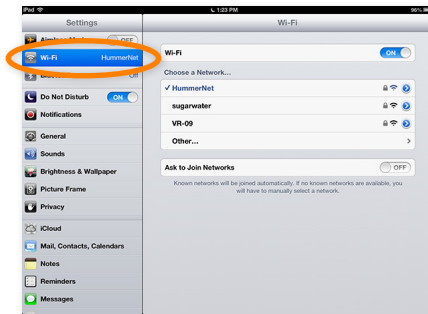 iPad
1:23 PM
96%
Settings
Wi-Fi
OFF
Wi-Fi
HummerNet
Off
Do Not Disturb
ON
Notifications
General
Sounds
Brightness & Wallpaper
Picture Frame
Privacy
iCloud
Mail, Contacts, Calendars
Notes
Reminders
Messages
Wi-Fi
ON
Choose a Network...
✓ HummerNet
sugarwater
VR-09
Other...
Ask to Join Networks
OFF
Known networks will be joined automatically. If no known networks are available, you
will have to manually select a network.